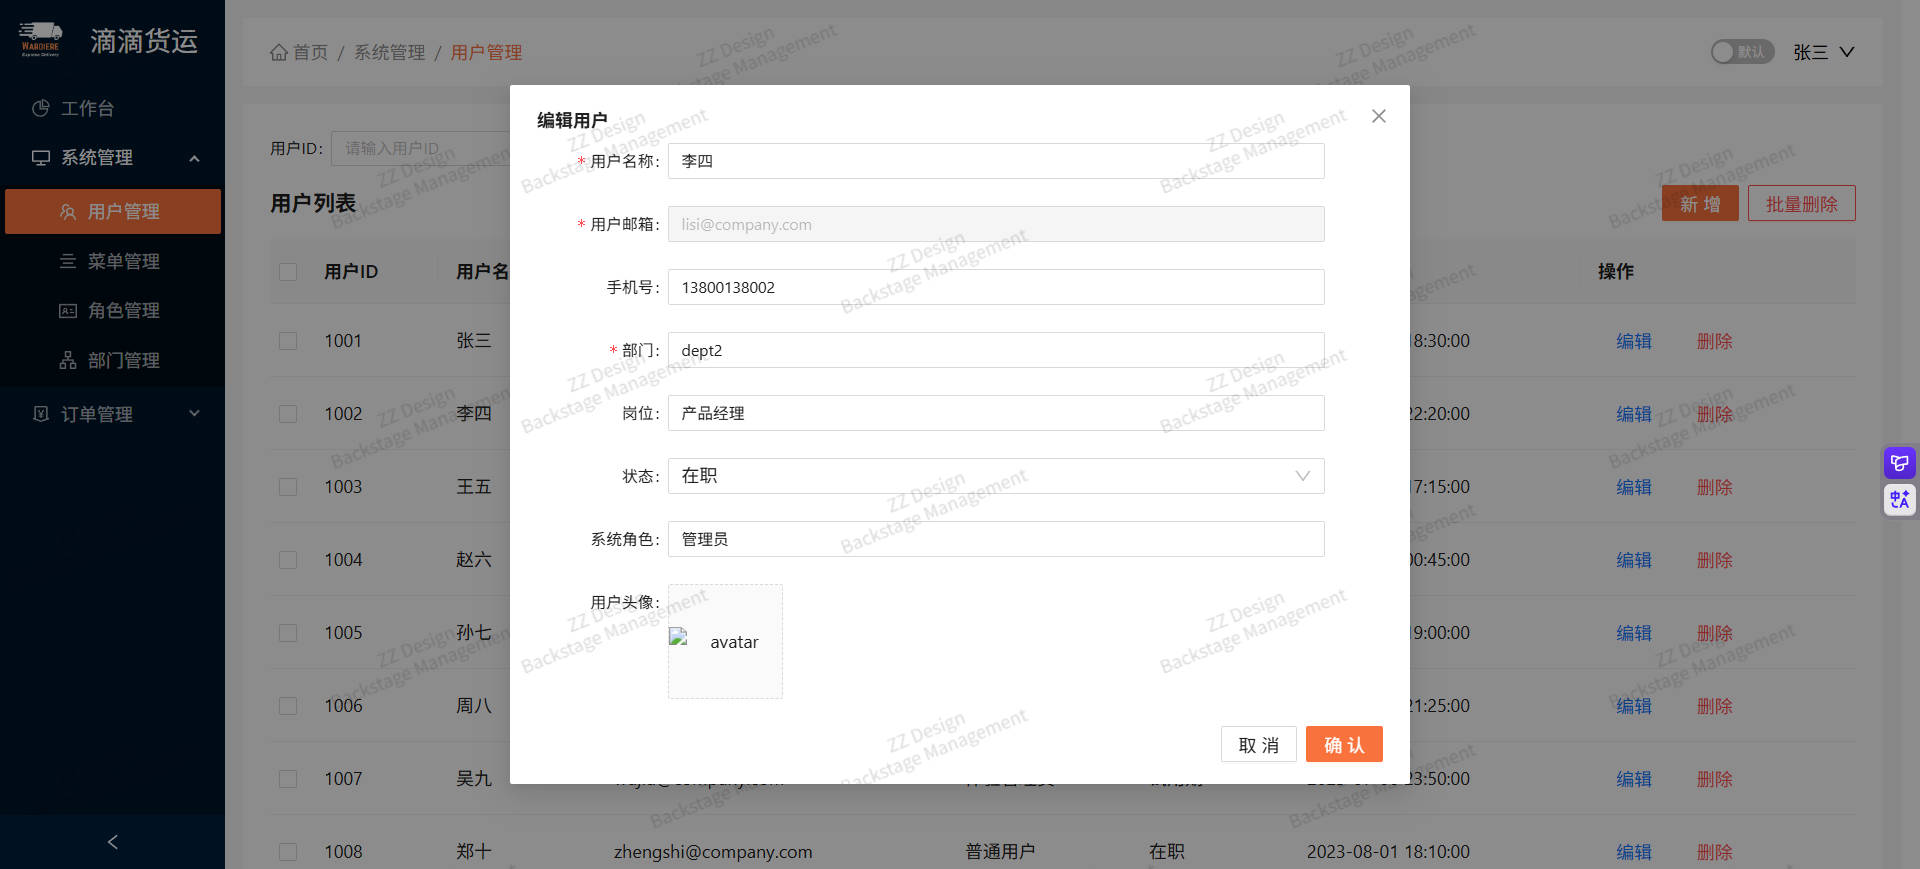 WARDIERE
Express Delivery
滴滴货运
工作台
系统管理
用户管理
菜单管理
角色管理
部门管理
订单管理
首页 / 系统管理 / 用户管理
默认
张三
用户ID:
请输入用户ID
用户列表
新 增
批量删除
用户ID
用户名
操作
1001
张三
18:30:00
编辑
删除
1002
李四
22:20:00
编辑
删除
1003
王五
17:15:00
编辑
删除
1004
赵六
00:45:00
编辑
删除
1005
孙七
19:00:00
编辑
删除
1006
周八
21:25:00
编辑
删除
1007
吴九
23:50:00
编辑
删除
1008
郑十
zhengshi@company.com
普通用户
在职
2023-08-01 18:10:00
编辑
删除
编辑用户
* 用户名称:
李四
* 用户邮箱:
lisi@company.com
手机号:
13800138002
* 部门:
dept2
岗位:
产品经理
状态:
在职
系统角色:
管理员
用户头像:
avatar
取 消
确 认
ZZ Design
Backstage Management